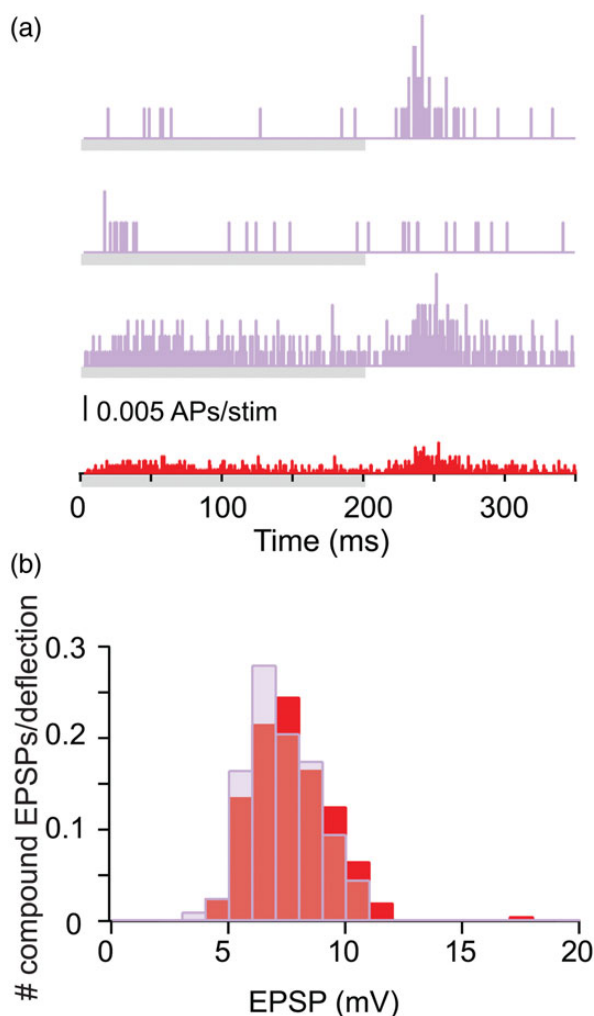 (a)
0.005 APs/stim
0 100 200 300
Time (ms)
(b)
# compound EPSPs/deflection
0.3
0.2
0.1
0
0 5 10 15 20
EPSP (mV)